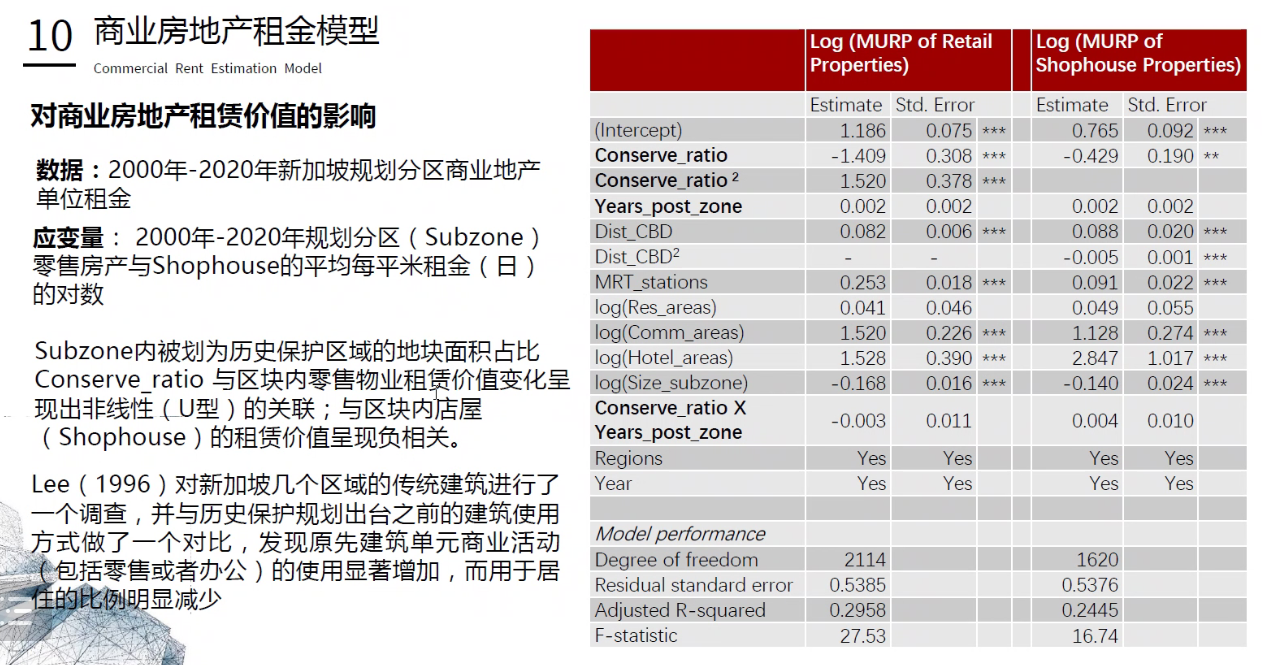 10
商业房地产租金模型
Commercial Rent Estimation Model
对商业房地产租赁价值的影响
数据：2000年-2020年新加坡规划分区商业地产
单位租金
应变量： 2000年-2020年规划分区（Subzone）
零售房产与Shophouse的平均每平米租金（日）
的对数
Subzone内被划为历史保护区域的地块面积占比
Conserve_ratio 与区块内零售物业租赁价值变化呈
现出非线性（U型）的关联；与区块内店屋
（Shophouse）的租赁价值呈现负相关。
Lee（1996）对新加坡几个区域的传统建筑进行了
一个调查，并与历史保护规划出台之前的建筑使用
方式做了一个对比，发现原先建筑单元商业活动
（包括零售或者办公）的使用显著增加，而用于居
住的比例明显减少
Log (MURP of Retail
Properties)
Log (MURP of
Shophouse Properties)
Estimate Std. Error Estimate Std. Error
(Intercept) 1.186 0.075 *** 0.765 0.092 ***
Conserve_ratio -1.409 0.308 *** -0.429 0.190 **
Conserve_ratio ² 1.520 0.378 ***
Years_post_zone 0.002 0.002 0.002 0.002
Dist_CBD 0.082 0.006 *** 0.088 0.020 ***
Dist_CBD² - - -0.005 0.001 ***
MRT_stations 0.253 0.018 *** 0.091 0.022 ***
log(Res_areas) 0.041 0.046 0.049 0.055
log(Comm_areas) 1.520 0.226 *** 1.128 0.274 ***
log(Hotel_areas) 1.528 0.390 *** 2.847 1.017 ***
log(Size_subzone) -0.168 0.016 *** -0.140 0.024 ***
Conserve_ratio X
Years_post_zone -0.003 0.011 0.004 0.010
Regions Yes Yes Yes Yes
Year Yes Yes Yes Yes
Model performance
Degree of freedom 2114 1620
Residual standard error 0.5385 0.5376
Adjusted R-squared 0.2958 0.2445
F-statistic 27.53 16.74